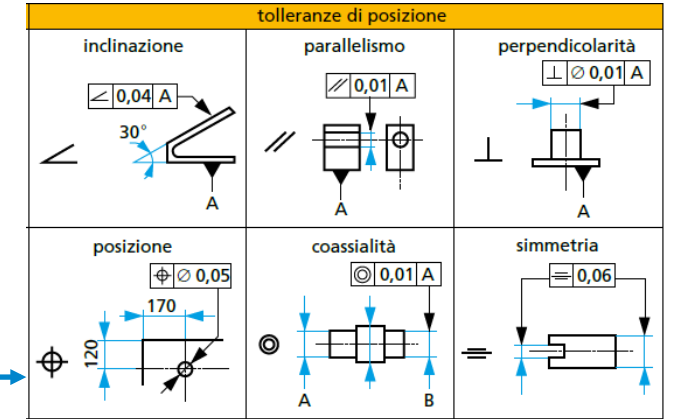 tolleranze di posizione
inclinazione
∠ 0,04 A
30°
A
parallelismo
// 0,01 A
A
perpendicolarità
⊥ ∅ 0,01 A
A
posizione
⌖ ∅ 0,05
170
120
coassialità
◎ 0,01 A
A
B
simmetria
⌯ 0,06